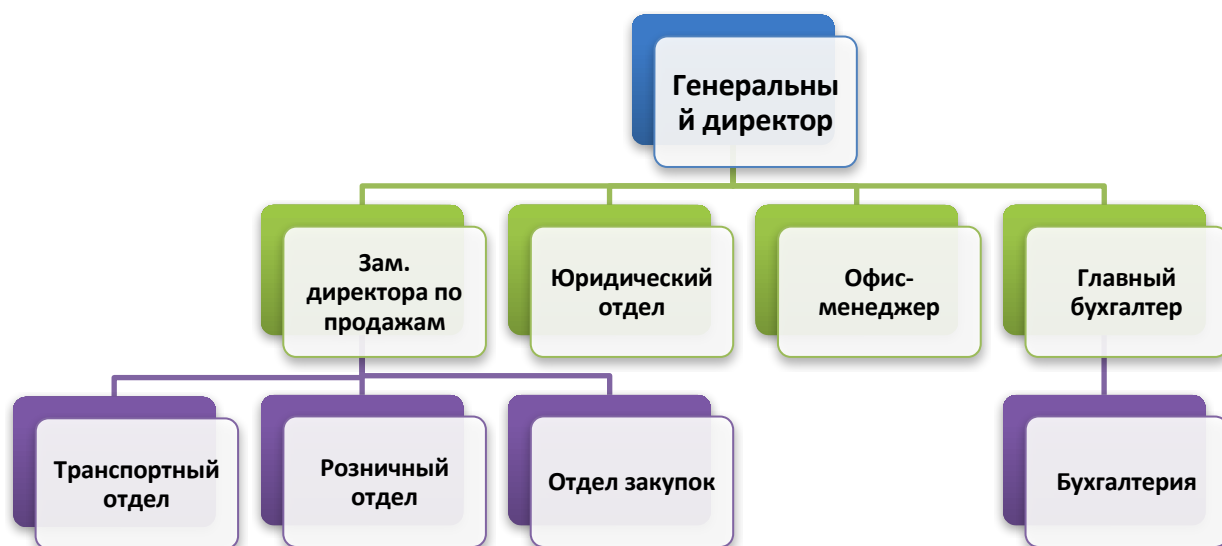 Генеральны
й директор
Зам.
директора по
продажам
Юридический
отдел
Офис-
менеджер
Главный
бухгалтер
Транспортный
отдел
Розничный
отдел
Отдел закупок
Бухгалтерия